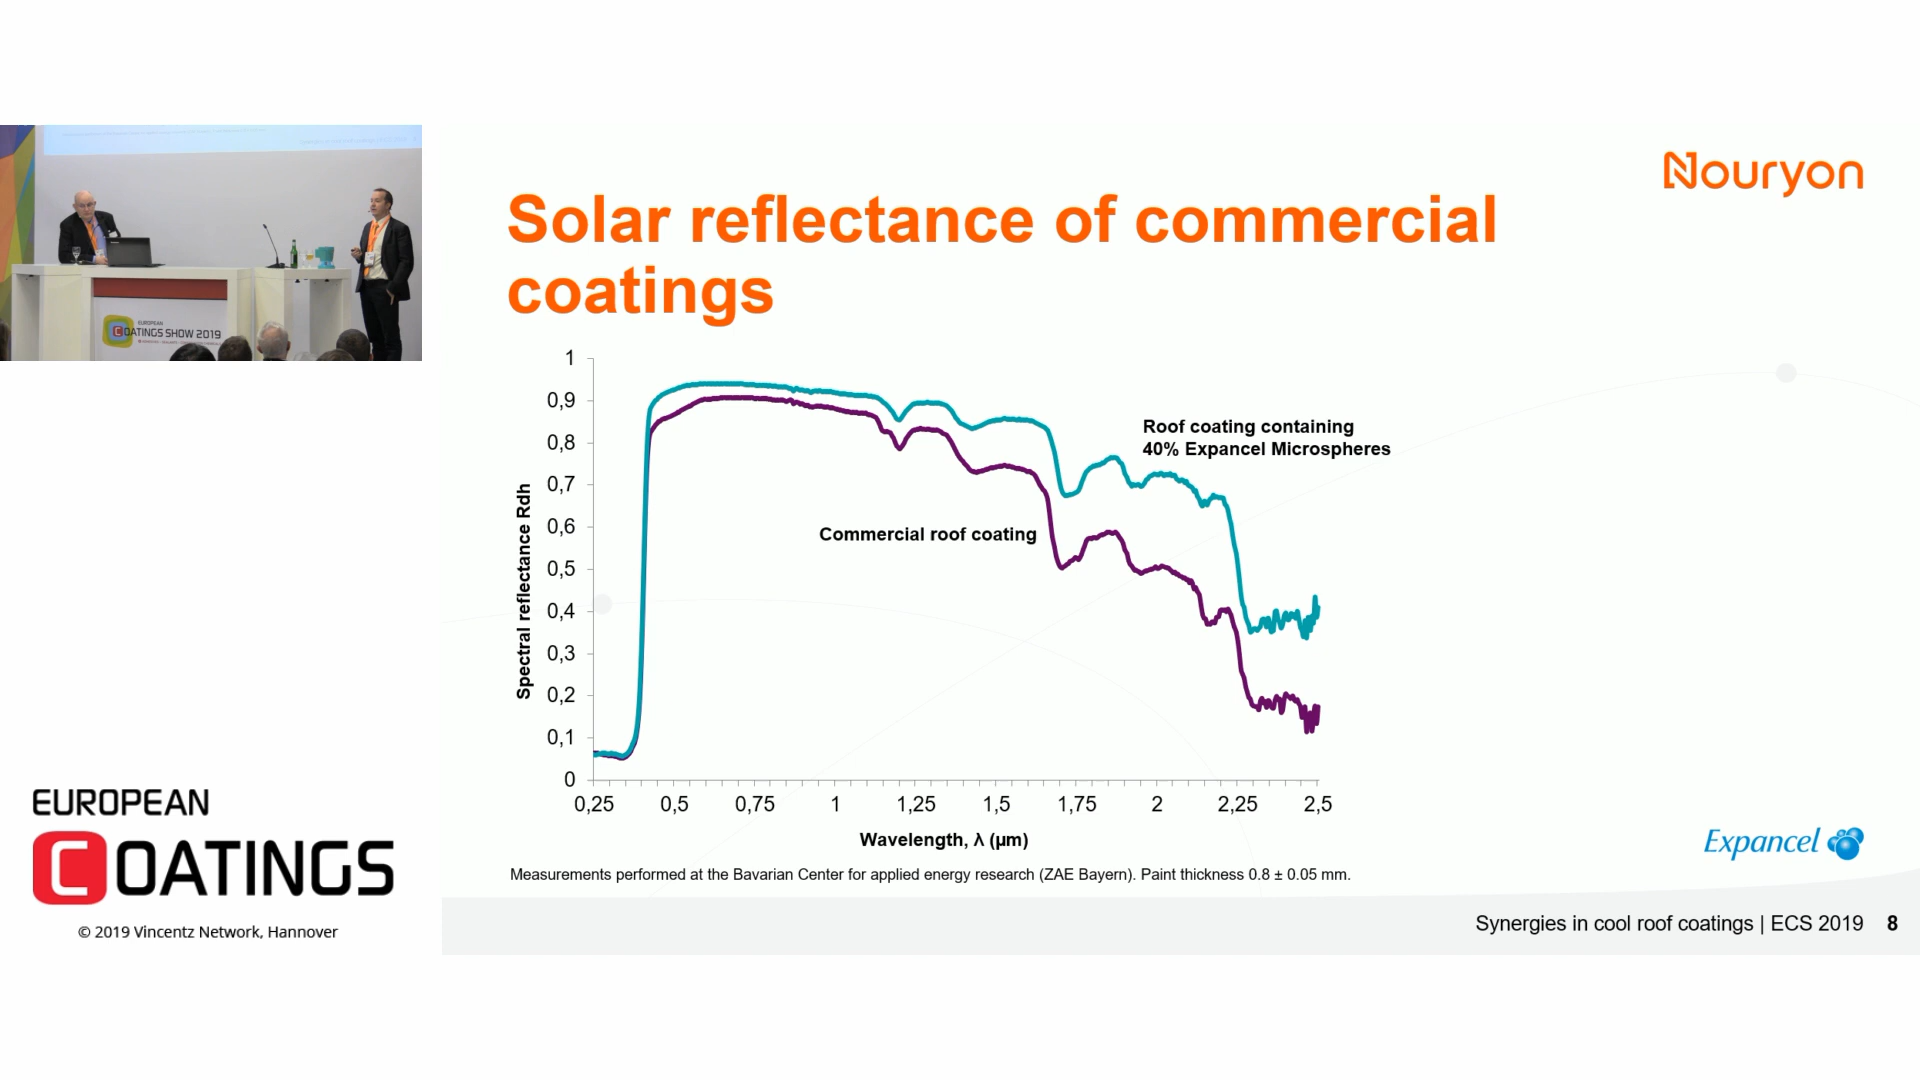 Nouryon
Solar reflectance of commercial
coatings
EUROPEAN
COATINGS SHOW 2019
1
0,9
0,8
0,7
0,6
0,5
0,4
0,3
0,2
0,1
0
Spectral reflectance Rdh
Roof coating containing
40% Expancel Microspheres
Commercial roof coating
0,25 0,5 0,75 1 1,25 1,5 1,75 2 2,25 2,5
Wavelength, λ (μm)
Measurements performed at the Bavarian Center for applied energy research (ZAE Bayern). Paint thickness 0.8 ± 0.05 mm.
Expancel
Synergies in cool roof coatings | ECS 2019 8
EUROPEAN
COATINGS
© 2019 Vincentz Network, Hannover